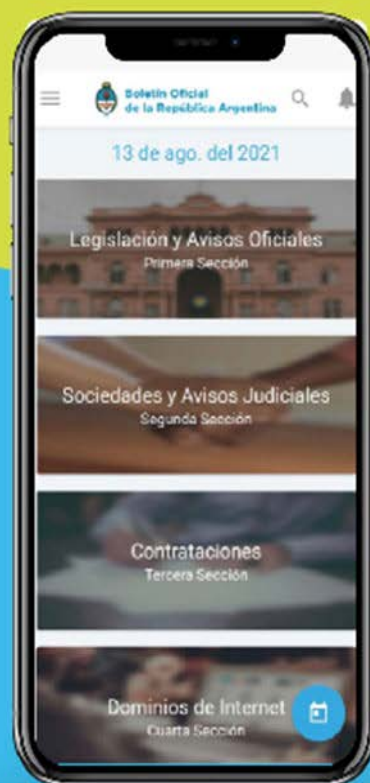 Boletín Oficial
de la República Argentina
13 de ago. del 2021
Legislación y Avisos Oficiales
Primera Sección
Sociedades y Avisos Judiciales
Segunda Sección
Contrataciones
Tercera Sección
Dominios de Internet
Cuarta Sección